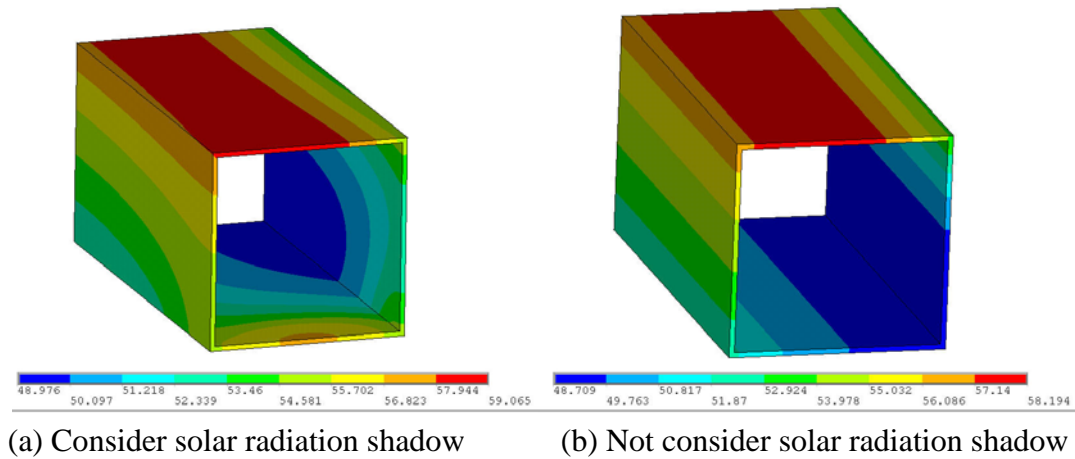 48.976 51.218 53.46 55.702 57.944
50.097 52.339 54.581 56.823 59.065
48.709 50.817 52.924 55.032 57.14
49.763 51.87 53.978 56.086 58.194
(a) Consider solar radiation shadow
(b) Not consider solar radiation shadow